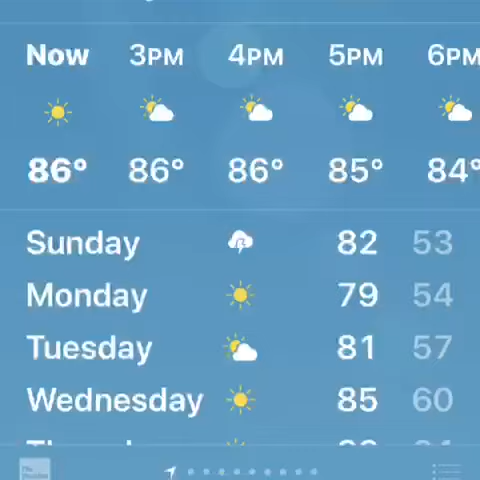 Now 3PM 4PM 5PM 6PM
86° 86° 86° 85° 84°
Sunday 82 53
Monday 79 54
Tuesday 81 57
Wednesday 85 60